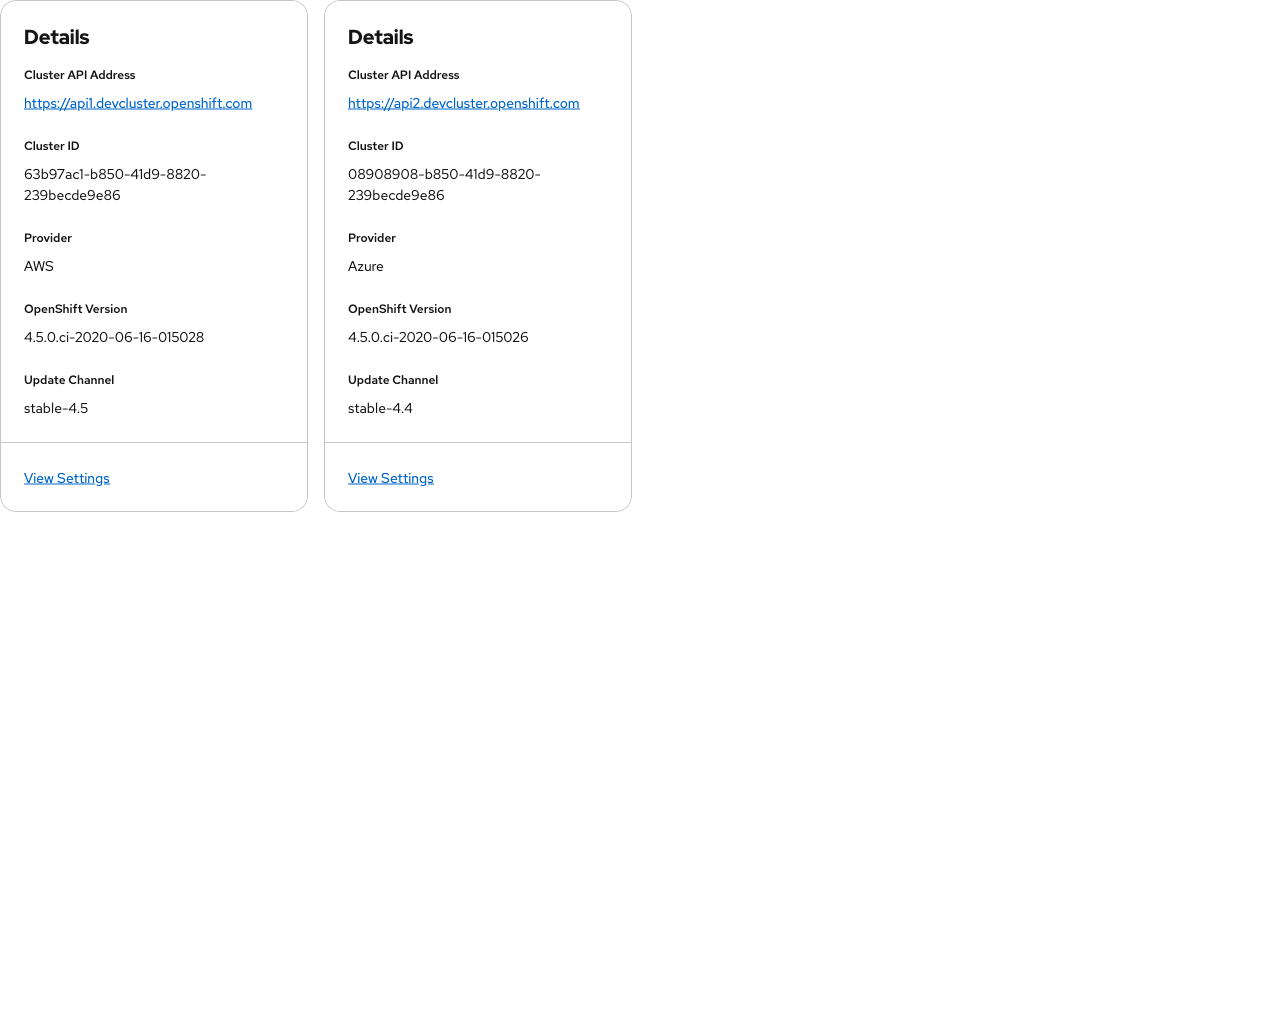 Details
Cluster API Address
https://api1.devcluster.openshift.com
Cluster ID
63b97ac1-b850-41d9-8820-
239becde9e86
Provider
AWS
OpenShift Version
4.5.0.ci-2020-06-16-015028
Update Channel
stable-4.5
View Settings
Details
Cluster API Address
https://api2.devcluster.openshift.com
Cluster ID
08908908-b850-41d9-8820-
239becde9e86
Provider
Azure
OpenShift Version
4.5.0.ci-2020-06-16-015026
Update Channel
stable-4.4
View Settings